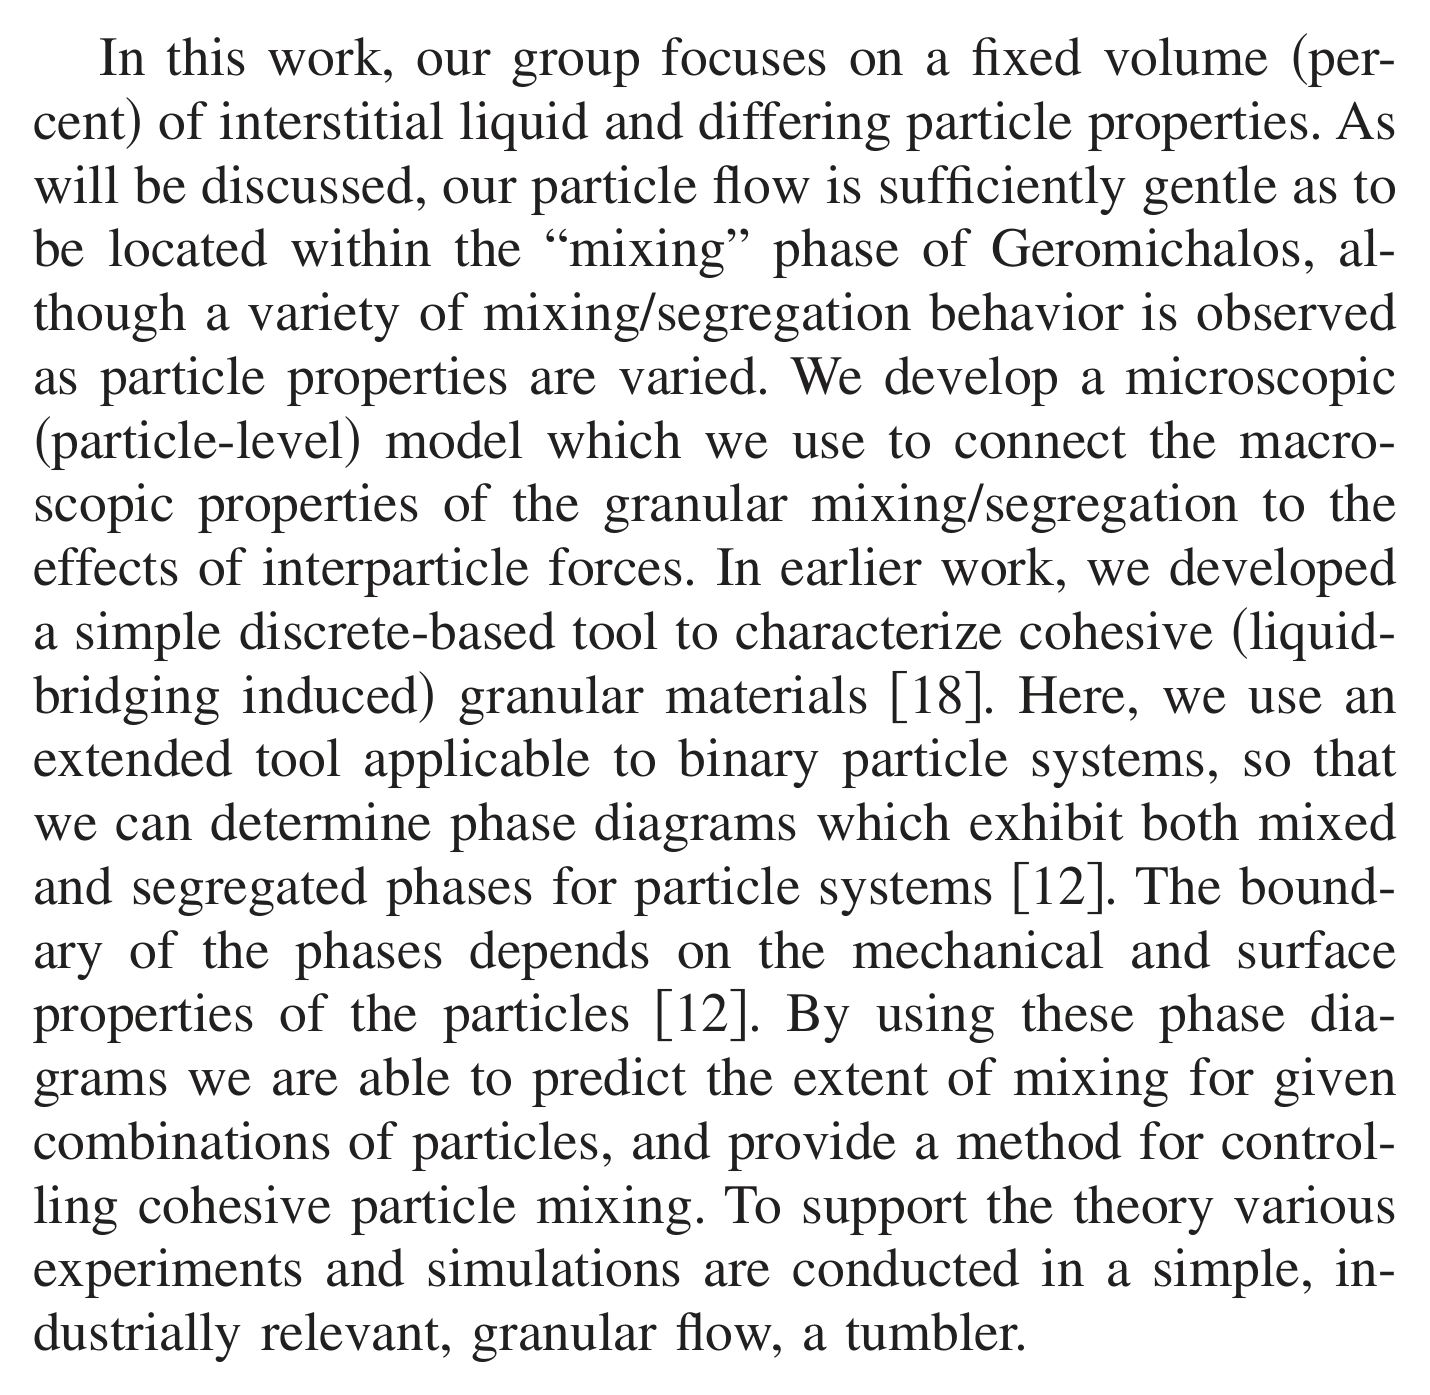 In this work, our group focuses on a fixed volume (per-
cent) of interstitial liquid and differing particle properties. As
will be discussed, our particle flow is sufficiently gentle as to
be located within the “mixing” phase of Geromichalos, al-
though a variety of mixing/segregation behavior is observed
as particle properties are varied. We develop a microscopic
(particle-level) model which we use to connect the macro-
scopic properties of the granular mixing/segregation to the
effects of interparticle forces. In earlier work, we developed
a simple discrete-based tool to characterize cohesive (liquid-
bridging induced) granular materials [18]. Here, we use an
extended tool applicable to binary particle systems, so that
we can determine phase diagrams which exhibit both mixed
and segregated phases for particle systems [12]. The bound-
ary of the phases depends on the mechanical and surface
properties of the particles [12]. By using these phase dia-
grams we are able to predict the extent of mixing for given
combinations of particles, and provide a method for control-
ling cohesive particle mixing. To support the theory various
experiments and simulations are conducted in a simple, in-
dustrially relevant, granular flow, a tumbler.